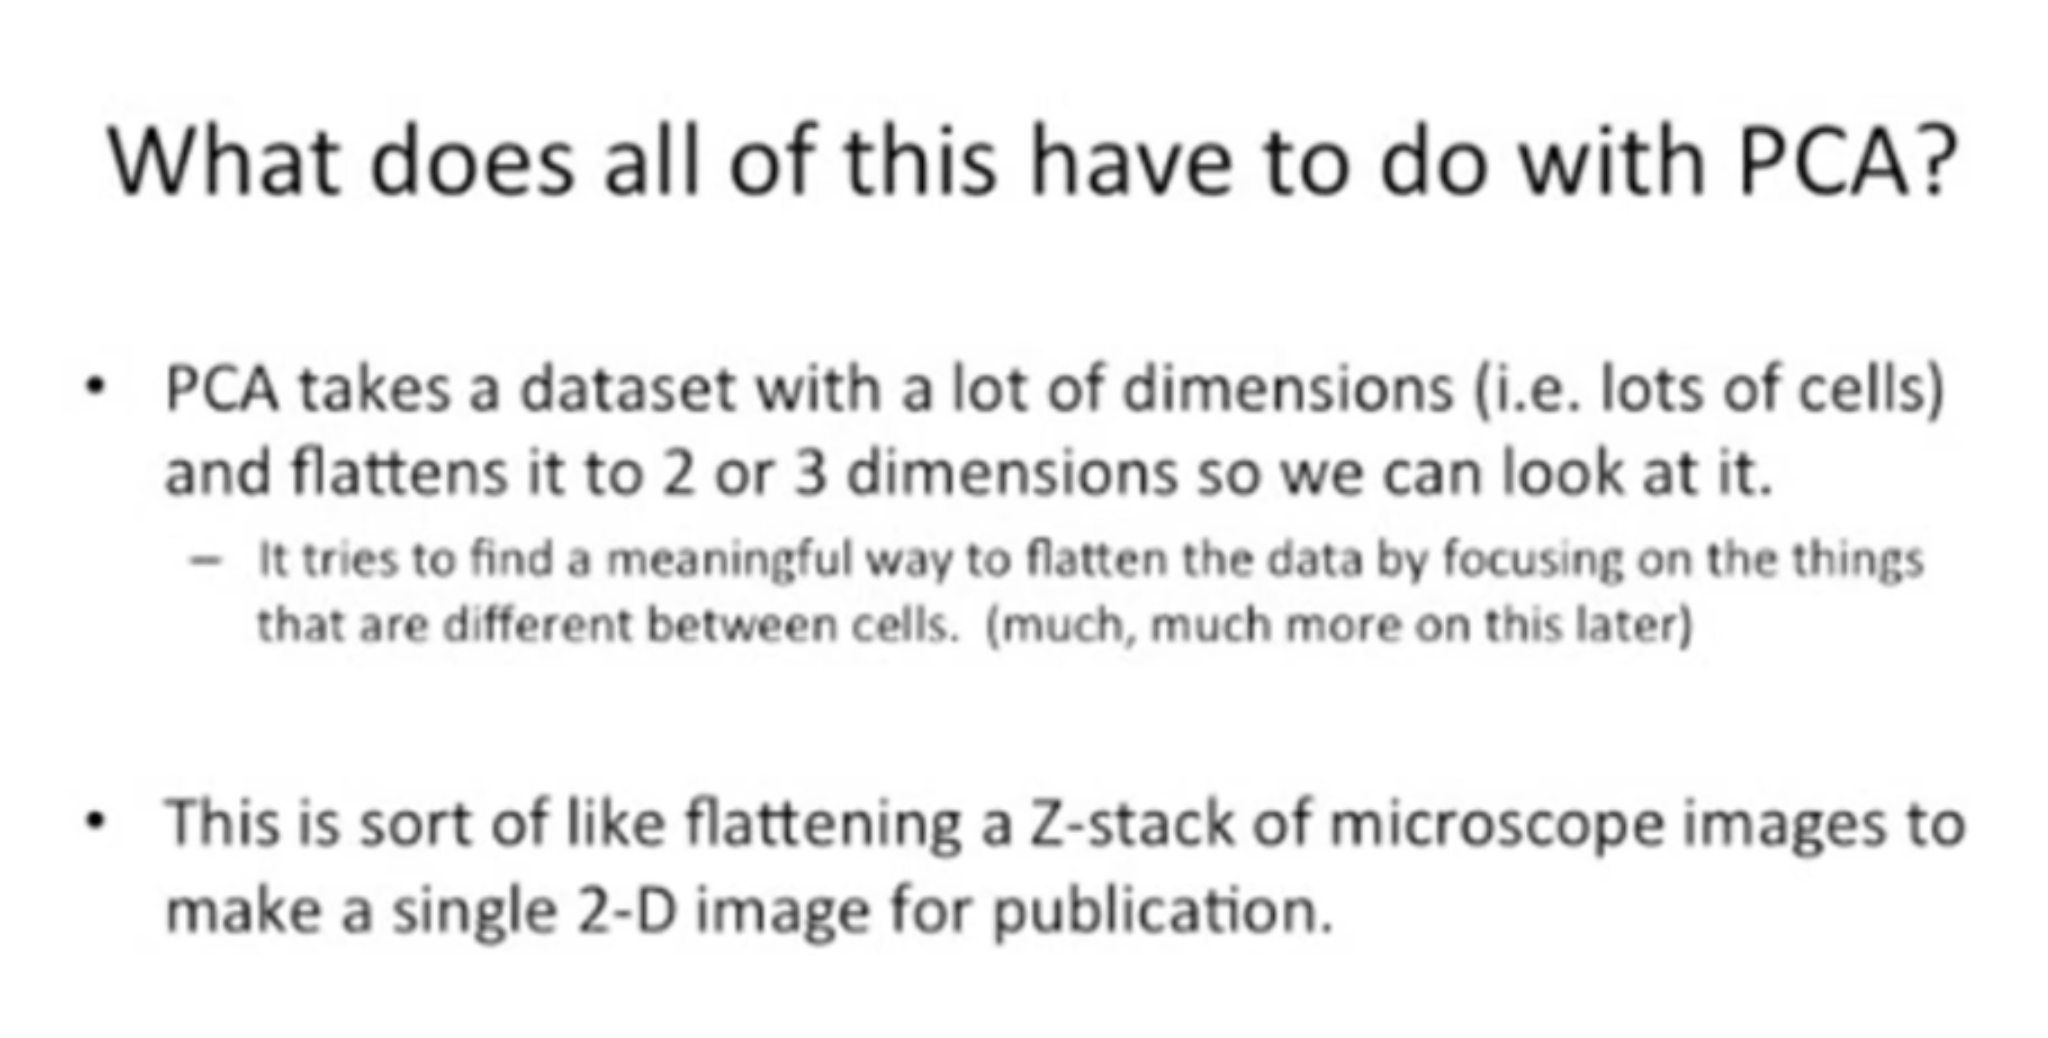 What does all of this have to do with PCA?
• PCA takes a dataset with a lot of dimensions (i.e. lots of cells)
and flattens it to 2 or 3 dimensions so we can look at it.
– It tries to find a meaningful way to flatten the data by focusing on the things
that are different between cells.  (much, much more on this later)
• This is sort of like flattening a Z-stack of microscope images to
make a single 2-D image for publication.